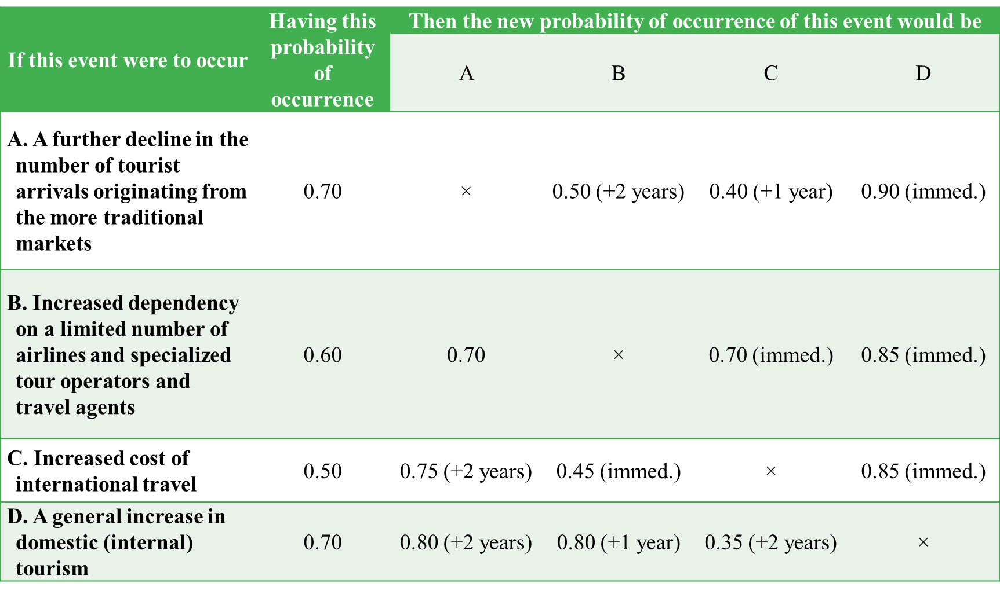 If this event were to occur
Having this
probability
of
occurrence
Then the new probability of occurrence of this event would be
A B C D
A. A further decline in the
number of tourist
arrivals originating from
the more traditional
markets
0.70 × 0.50 (+2 years) 0.40 (+1 year) 0.90 (immed.)
B. Increased dependency
on a limited number of
airlines and specialized
tour operators and
travel agents
0.60 0.70 × 0.70 (immed.) 0.85 (immed.)
C. Increased cost of
international travel
0.50 0.75 (+2 years) 0.45 (immed.) × 0.85 (immed.)
D. A general increase in
domestic (internal)
tourism
0.70 0.80 (+2 years) 0.80 (+1 year) 0.35 (+2 years) ×